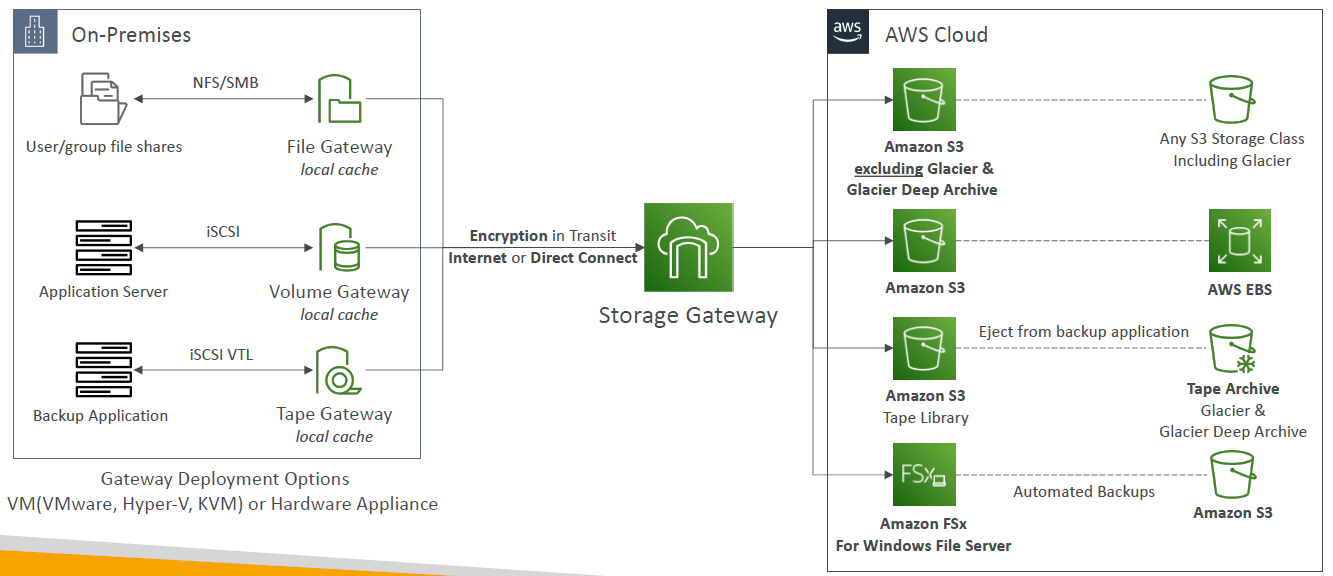 On-Premises
NFS/SMB
User/group file shares
File Gateway
local cache
iSCSI
Application Server
Volume Gateway
local cache
iSCSI VTL
Backup Application
Tape Gateway
local cache
Gateway Deployment Options
VM(VMware, Hyper-V, KVM) or Hardware Appliance
Encryption in Transit
Internet or Direct Connect
Storage Gateway
aws
AWS Cloud
Amazon S3
excluding Glacier &
Glacier Deep Archive
Any S3 Storage Class
Including Glacier
Amazon S3
AWS EBS
Amazon S3
Tape Library
Eject from backup application
Tape Archive
Glacier &
Glacier Deep Archive
FSx
Amazon FSx
For Windows File Server
Automated Backups
Amazon S3